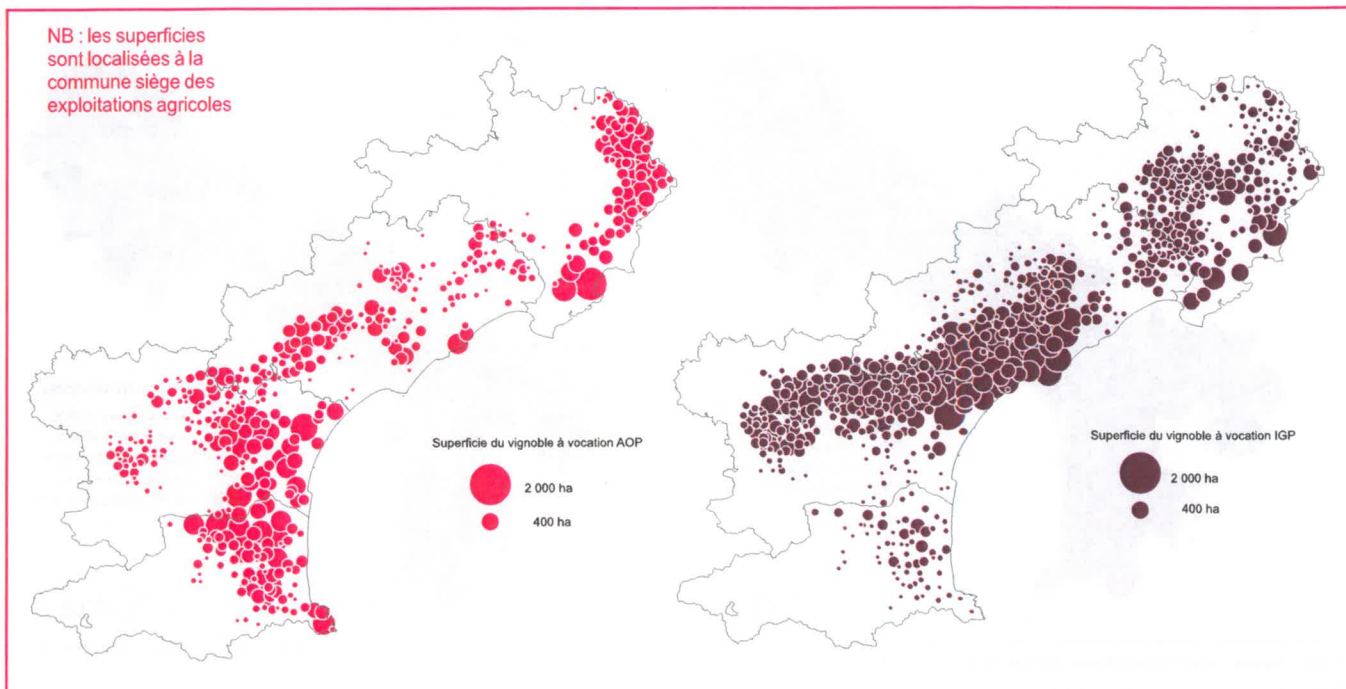 NB : les superficies
sont localisées à la
commune siège des
exploitations agricoles
Superficie du vignoble à vocation AOP
2 000 ha
400 ha
Superficie du vignoble à vocation IGP
2 000 ha
400 ha